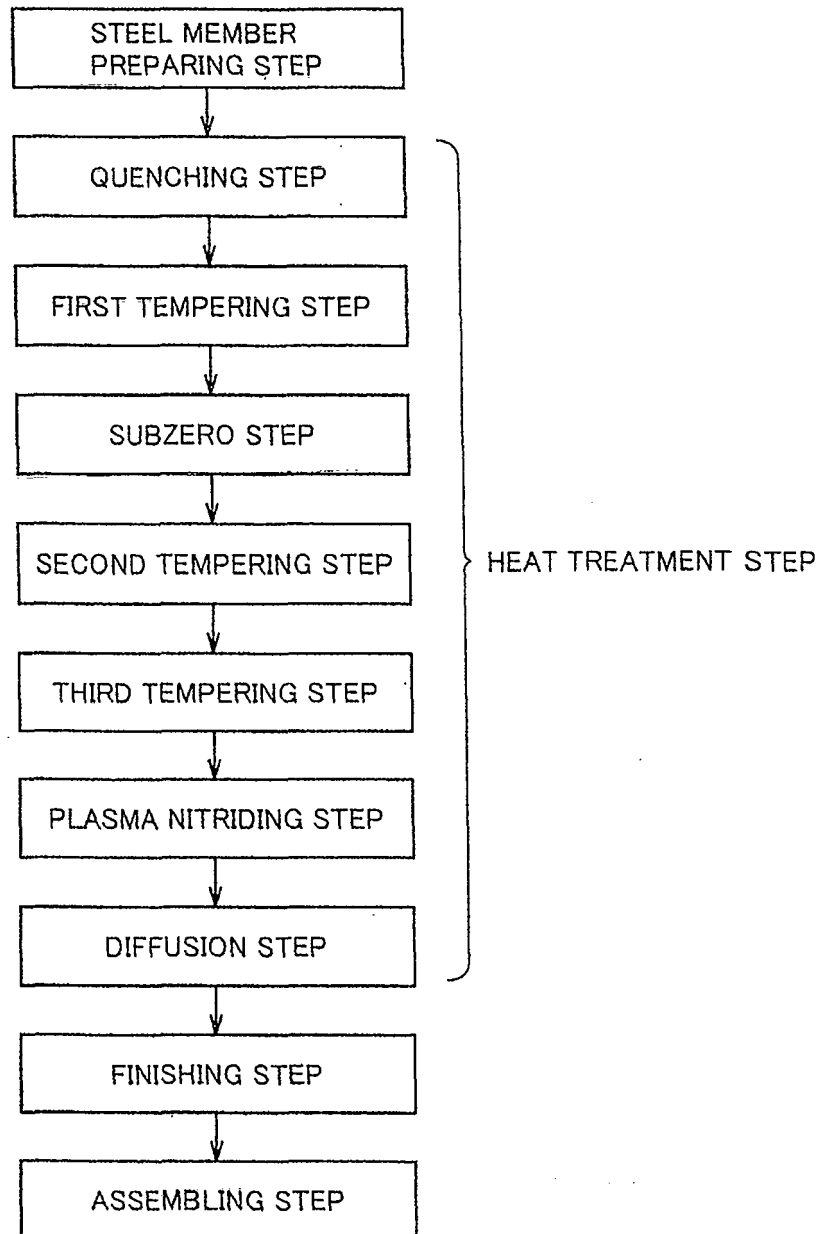 STEEL MEMBER
PREPARING STEP
QUENCHING STEP
FIRST TEMPERING STEP
SUBZERO STEP
SECOND TEMPERING STEP
HEAT TREATMENT STEP
THIRD TEMPERING STEP
PLASMA NITRIDING STEP
DIFFUSION STEP
FINISHING STEP
ASSEMBLING STEP